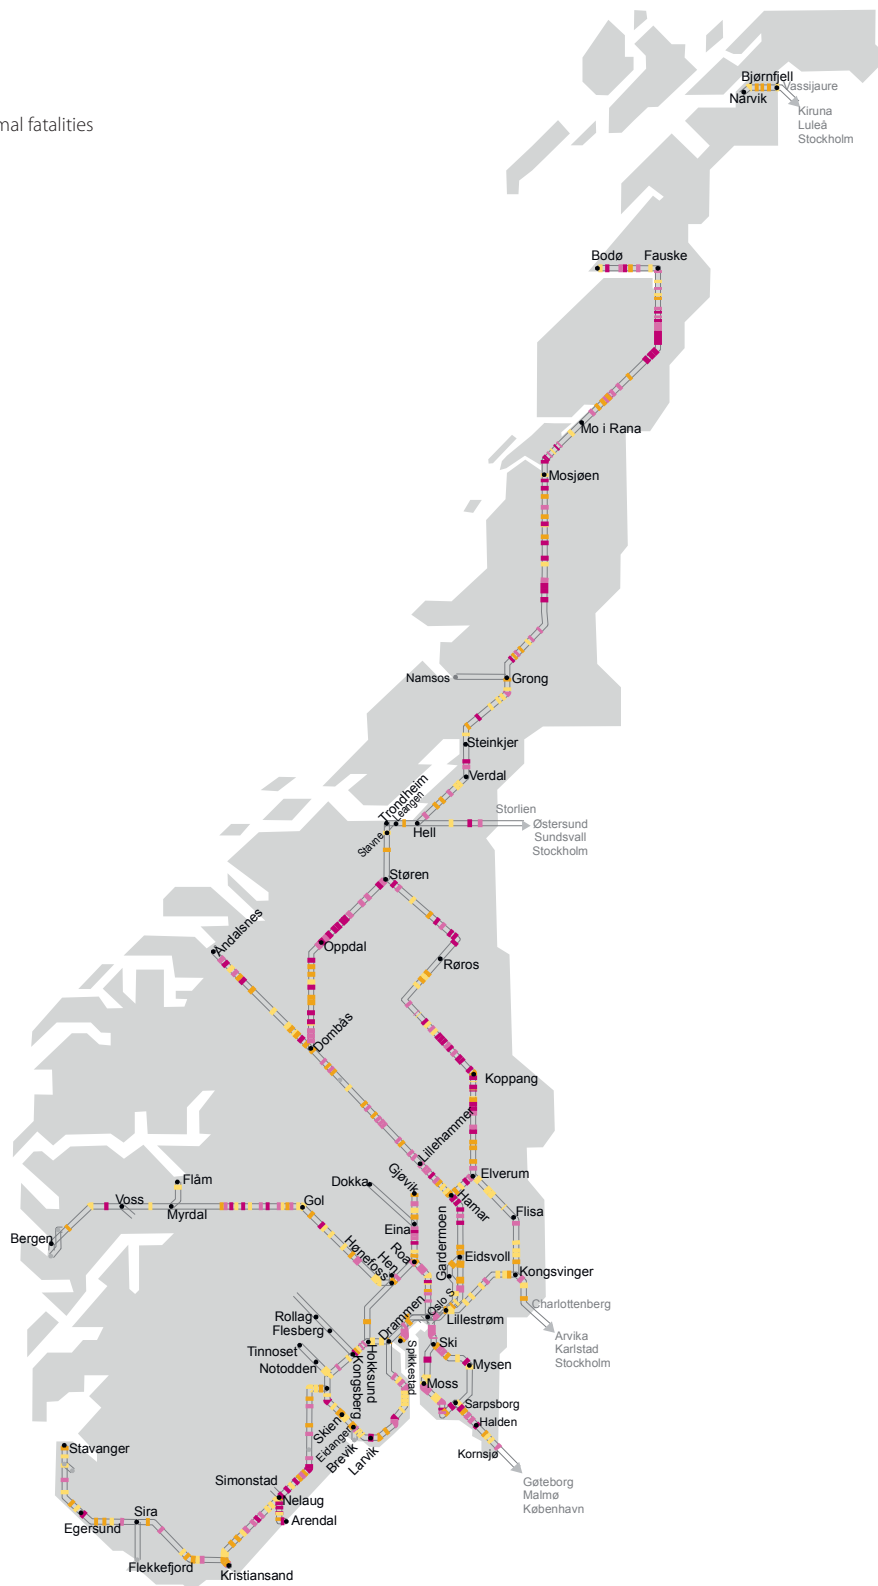 Bjørnfjell
Vassijaure
Narvik
Kiruna
Luleå
Stockholm
mal fatalities
Bodø
Fauske
Mo i Rana
Mosjøen
Namsos
Grong
Steinkjer
Verdal
Trondheim
Leangen
Stavne
Hell
Storlien
Østersund
Sundsvall
Stockholm
Støren
Åndalsnes
Oppdal
Røros
Dombås
Koppang
Lillehammer
Elverum
Dokka
Gjøvik
Hamar
Flåm
Voss
Myrdal
Gol
Bergen
Flisa
Eina
Gardermoen
Eidsvoll
Hønefoss
Hen
Roa
Kongsvinger
Charlottenberg
Arvika
Karlstad
Stockholm
Rollag
Flesberg
Drammen
Oslo S
Lillestrøm
Tinnoset
Notodden
Kongsberg
Hokksund
Spikkestad
Ski
Mysen
Moss
Sarpsborg
Halden
Kornsjø
Skien
Eidanger
Brevik
Larvik
Gøteborg
Malmø
København
Stavanger
Simonstad
Nelaug
Arendal
Egersund
Sira
Flekkefjord
Kristiansand